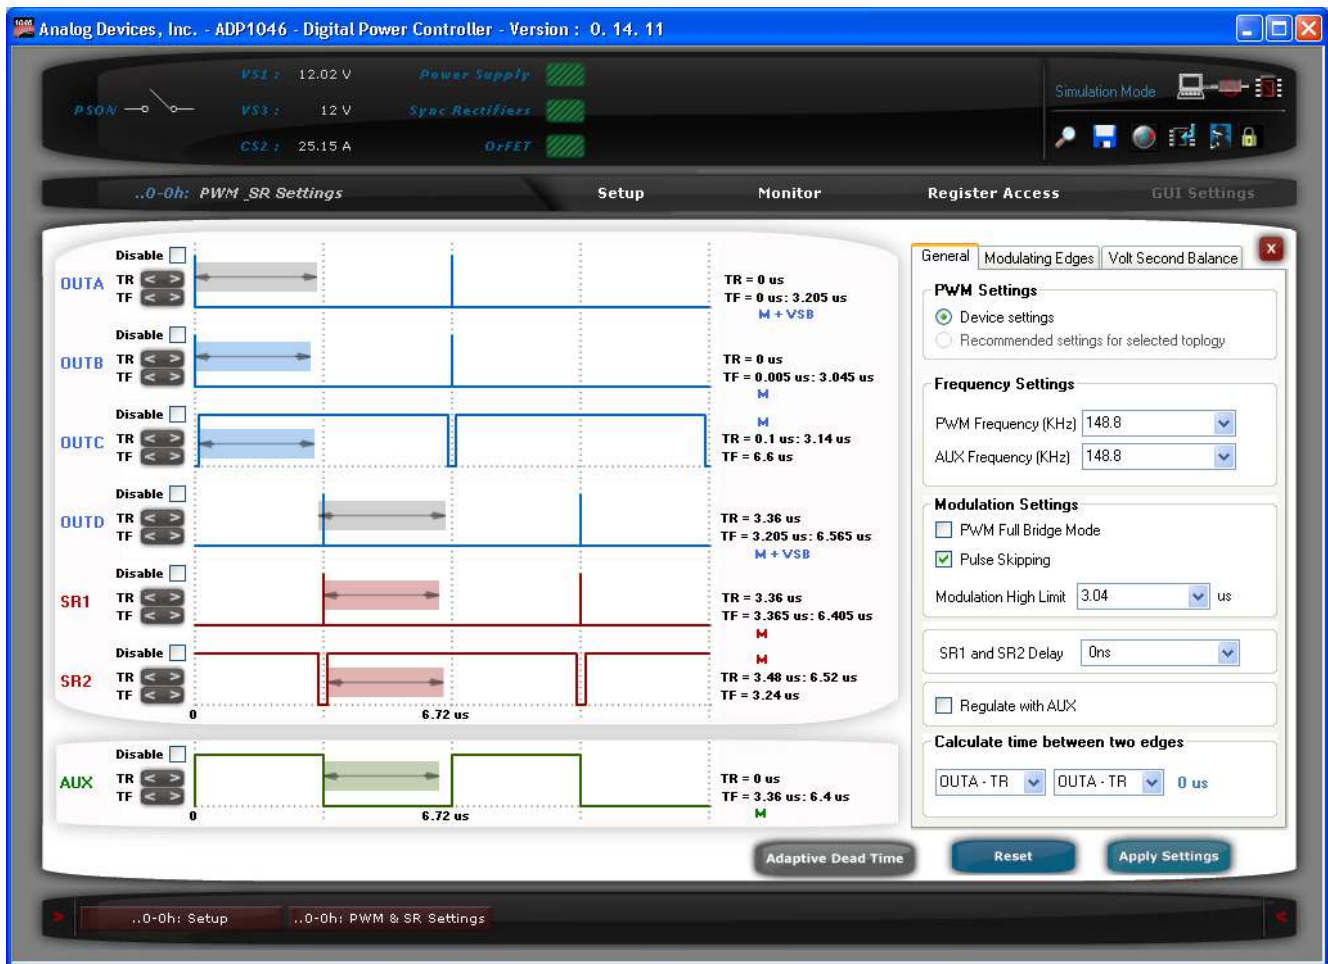 Analog Devices, Inc. - ADP1046 - Digital Power Controller - Version : 0. 14. 11
VS1 : 12.02 V Power Supply
Simulation Mode
PSON VS3 : 12 V Sync Rectifiers
CS2 : 25.15 A OrFET
..0-0h: PWM _SR Settings Setup Monitor Register Access GUI Settings
Disable
OUTA TR < >
TF < >
TR = 0 us
TF = 0 us: 3.205 us
M + VSB
Disable
OUTB TR < >
TF < >
TR = 0 us
TF = 0.005 us: 3.045 us
M
Disable
OUTC TR < >
TF < >
M
TR = 0.1 us: 3.14 us
TF = 6.6 us
Disable
OUTD TR < >
TF < >
TR = 3.36 us
TF = 3.205 us: 6.565 us
M + VSB
Disable
SR1 TR < >
TF < >
TR = 3.36 us
TF = 3.365 us: 6.405 us
M
Disable
SR2 TR < >
TF < >
M
TR = 3.48 us: 6.52 us
TF = 3.24 us
0 6.72 us
Disable
AUX TR < >
TF < >
TR = 0 us
TF = 3.36 us: 6.4 us
M
0 6.72 us
General Modulating Edges Volt Second Balance X
PWM Settings
Device settings
Recommended settings for selected toplogy
Frequency Settings
PWM Frequency (KHz) 148.8
AUX Frequency (KHz) 148.8
Modulation Settings
PWM Full Bridge Mode
Pulse Skipping
Modulation High Limit 3.04 us
SR1 and SR2 Delay 0ns
Regulate with AUX
Calculate time between two edges
OUTA - TR OUTA - TR 0 us
Adaptive Dead Time Reset Apply Settings
> ..0-0h: Setup ..0-0h: PWM & SR Settings <